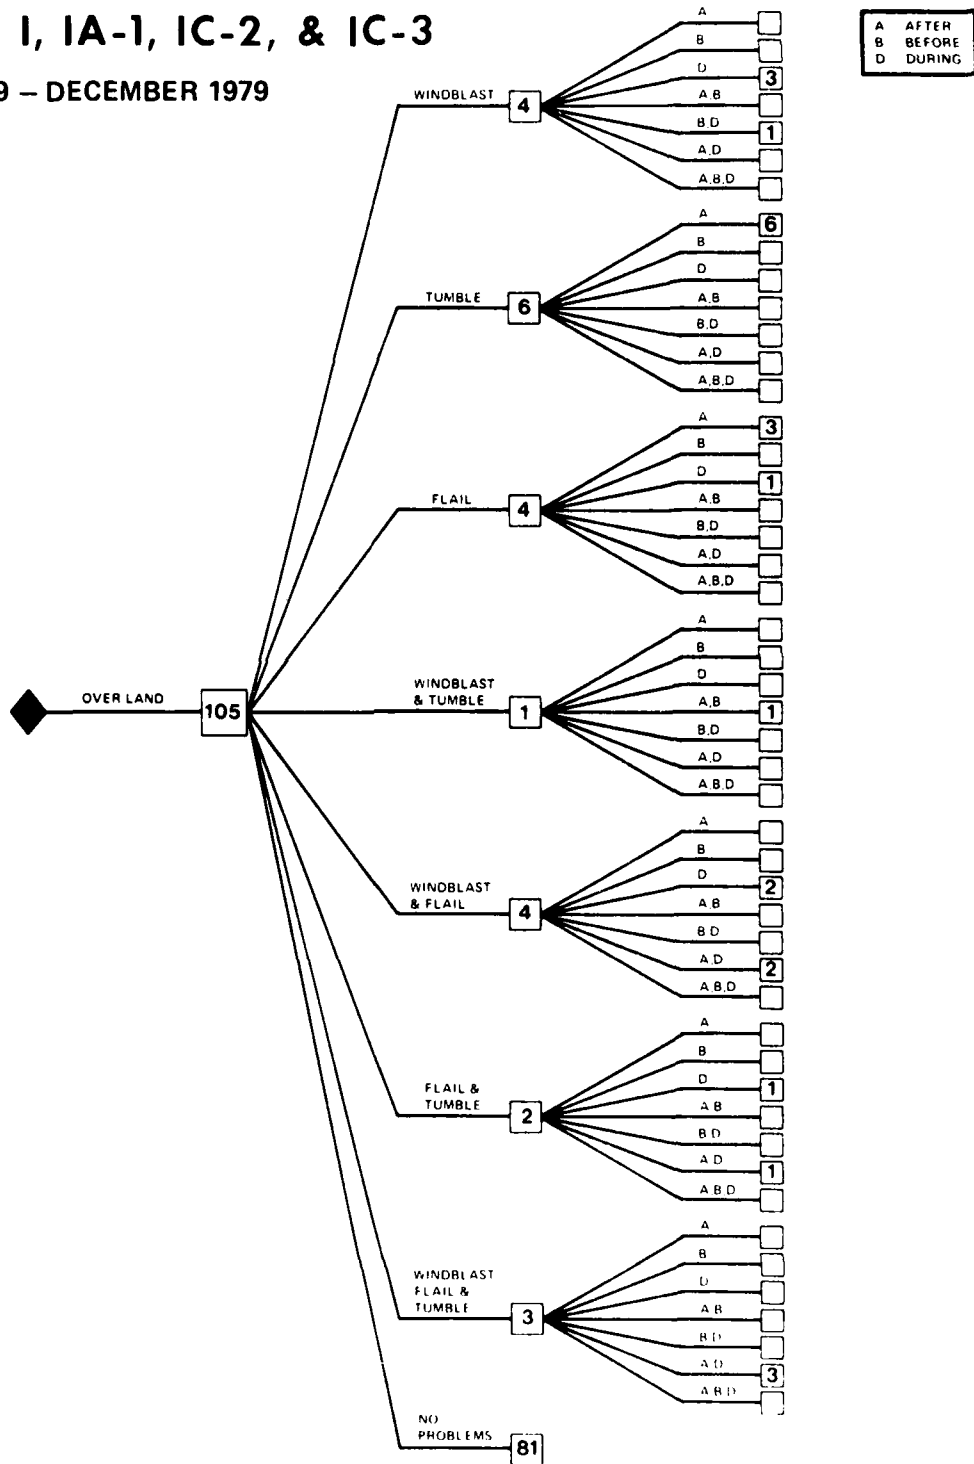 I, IA-1, IC-2, & IC-3
9 – DECEMBER 1979
A AFTER
B BEFORE
D DURING
OVER LAND
105
WINDBLAST
4
A
B
D 3
A,B
B,D 1
A,D
A,B,D
TUMBLE
6
A 6
B
D
A,B
B,D
A,D
A,B,D
FLAIL
4
A 3
B
D 1
A,B
B,D
A,D
A,B,D
WINDBLAST
& TUMBLE
1
A
B
D
A,B 1
B,D
A,D
A,B,D
WINDBLAST
& FLAIL
4
A
B
D 2
A,B
B,D
A,D 2
A,B,D
FLAIL &
TUMBLE
2
A
B
D 1
A,B
B,D
A,D 1
A,B,D
WINDBLAST
FLAIL &
TUMBLE
3
A
B
D
A,B
B,D
A,D 3
A,B,D
NO
PROBLEMS
81